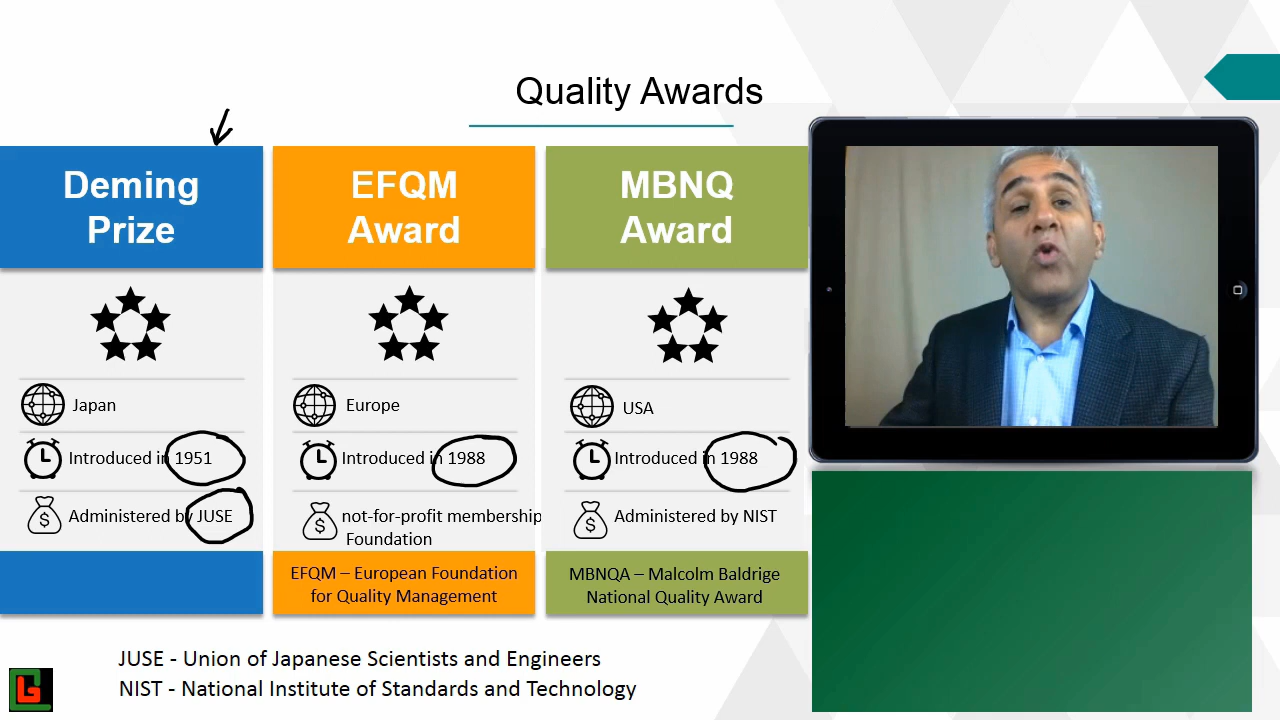 Quality Awards
Deming
Prize
Japan
Introduced in 1951
Administered by JUSE
EFQM
Award
Europe
Introduced in 1988
not-for-profit membership
Foundation
EFQM – European Foundation
for Quality Management
MBNQ
Award
USA
Introduced in 1988
Administered by NIST
MBNQA – Malcolm Baldrige
National Quality Award
JUSE - Union of Japanese Scientists and Engineers
NIST - National Institute of Standards and Technology